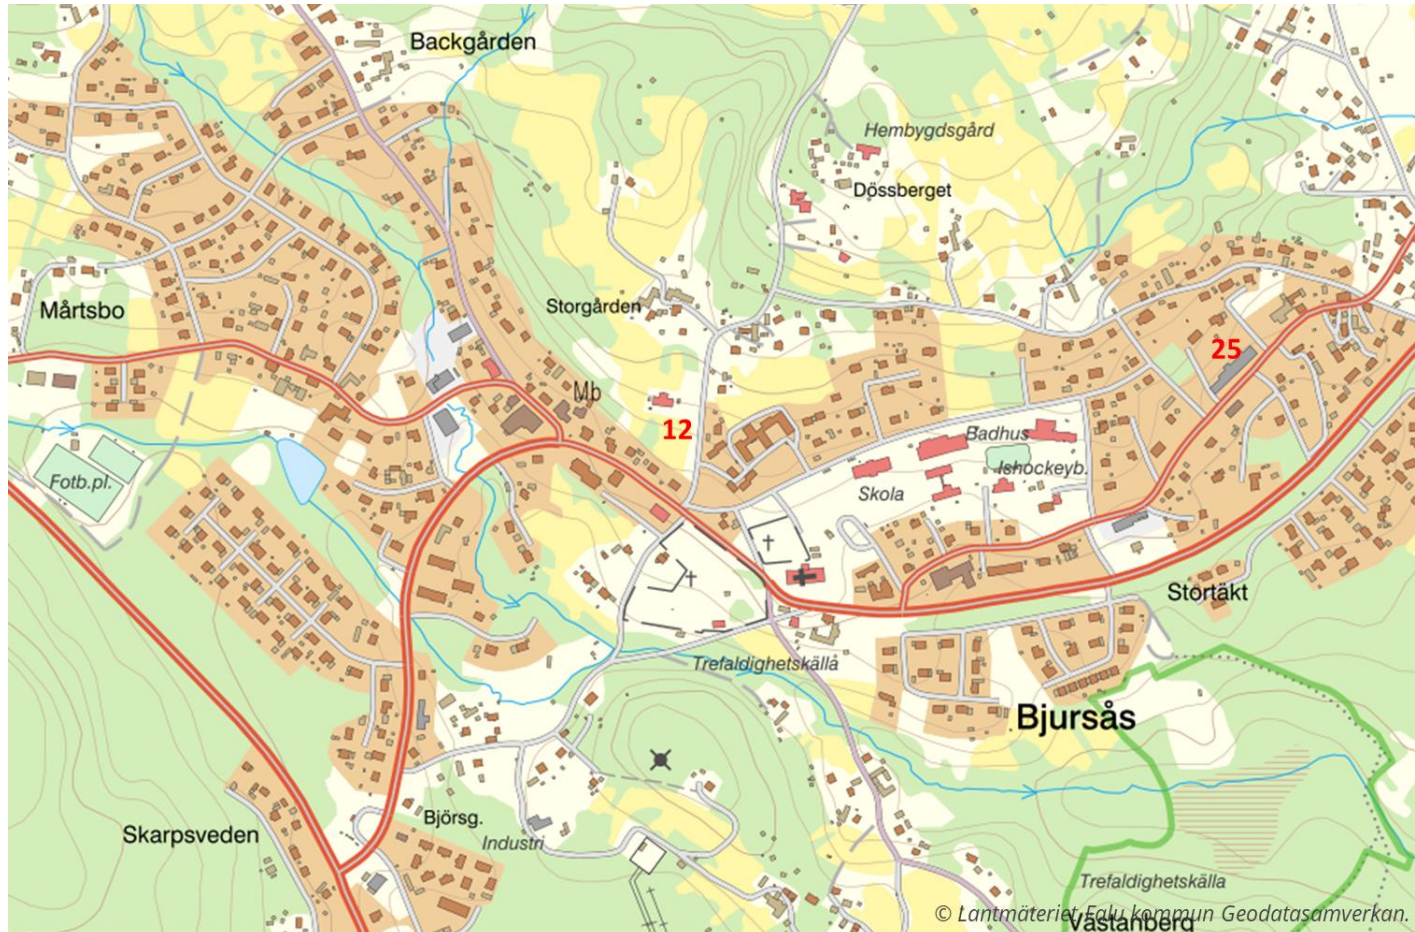 Backgården
Hembygdsgård
Dössberget
Storgården
Mårtsbo
25
Mb
12
Badhus
Ishockeyb.
Fotb.pl.
Skola
Stortäkt
Trefaldighetskälla
Bjursås
Björsg.
Skarpsveden
Industri
Trefaldighetskälla
© Lantmäteriet, Falu kommun Geodatasamverkan.
Västanberg